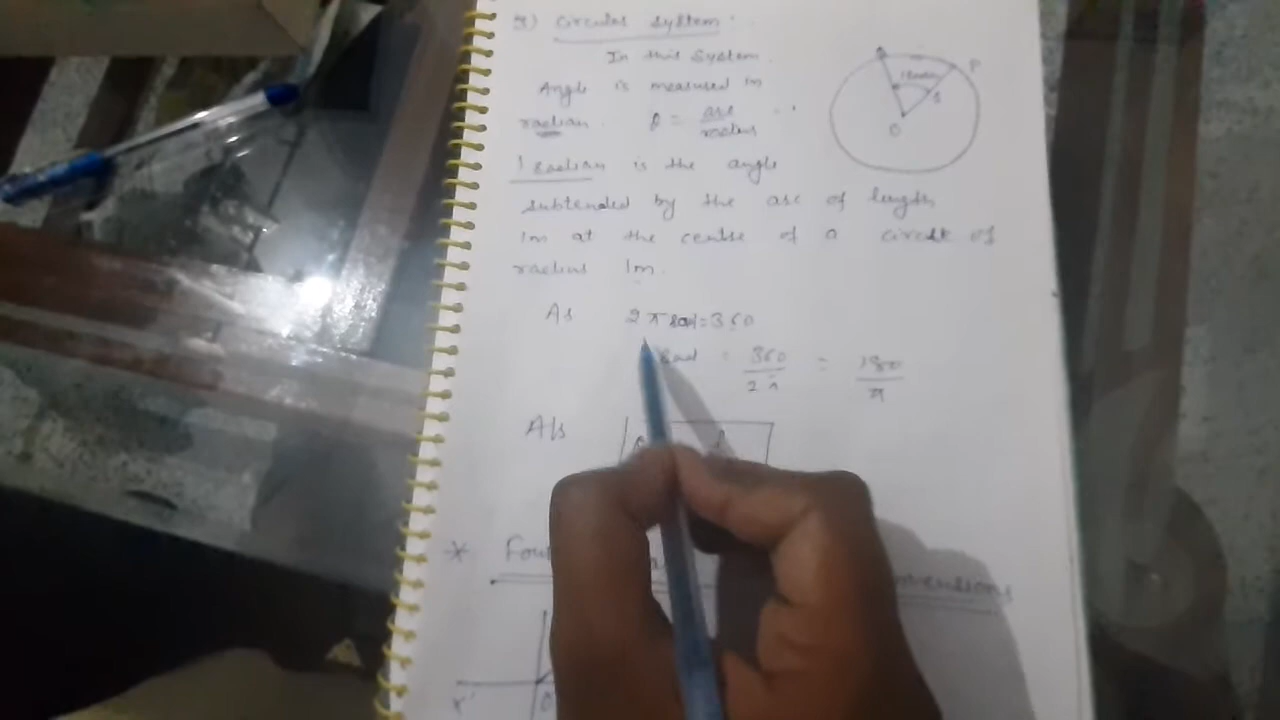 3) Circular System
In this System.
Angle is measured in
radian. θ = arc
radius
1 radian is the angle
subtended by the arc of length
1m at the centre of a circle of
radius 1m.
As 2π rad = 360
rad = 360 = 180
2π π
Als
* Fou
X' O
P
O